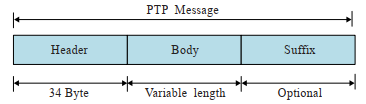 PTP Message
Header Body Suffix
34 Byte Variable length Optional